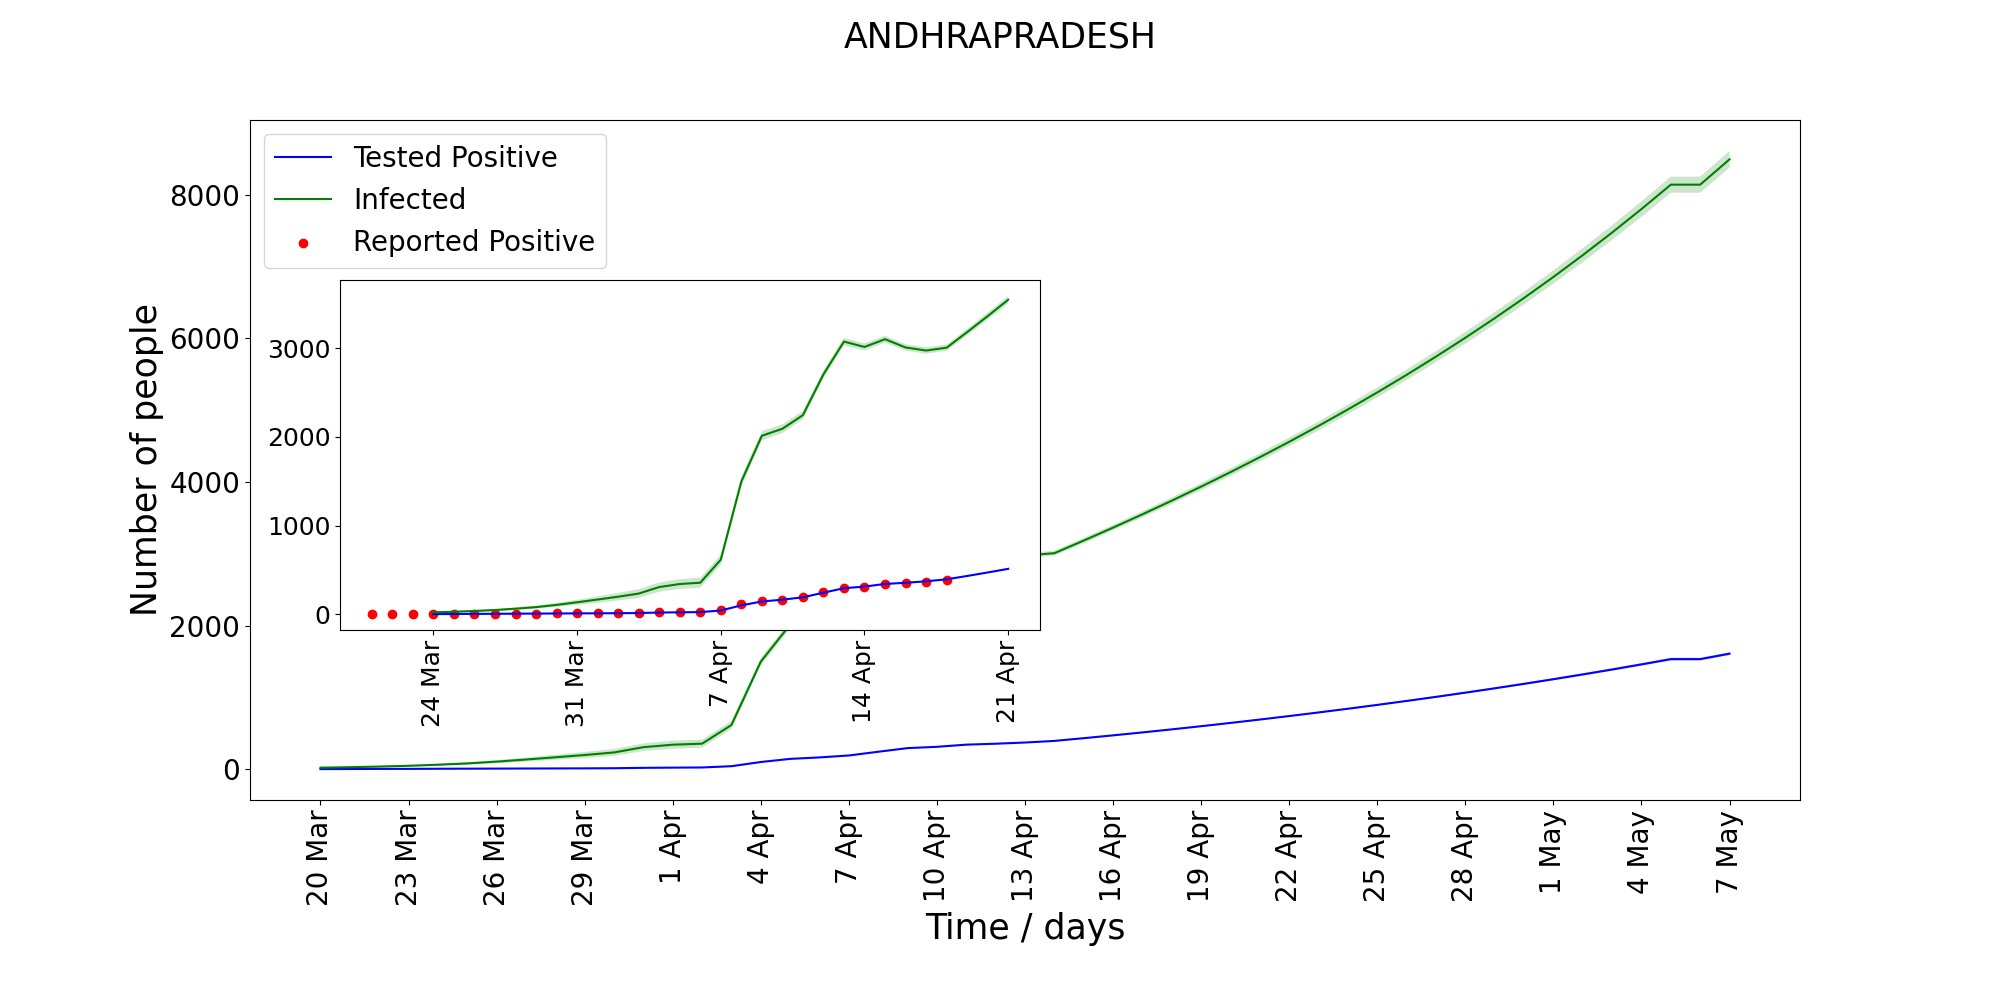 ANDHRAPRADESH
Tested Positive
Infected
Reported Positive
Number of people
8000
6000
4000
2000
0
3000
2000
1000
0
24 Mar
31 Mar
7 Apr
14 Apr
21 Apr
20 Mar
23 Mar
26 Mar
29 Mar
1 Apr
4 Apr
7 Apr
10 Apr
13 Apr
16 Apr
19 Apr
22 Apr
25 Apr
28 Apr
1 May
4 May
7 May
Time / days